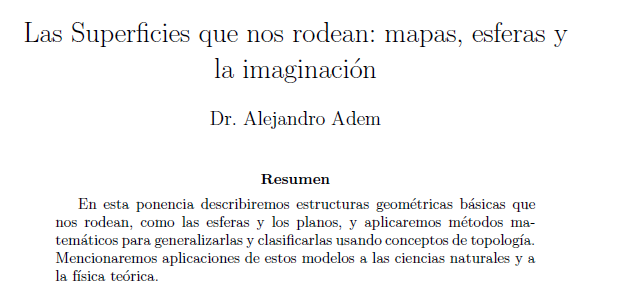 Las Superficies que nos rodean: mapas, esferas y
la imaginación
Dr. Alejandro Adem
Resumen
En esta ponencia describiremos estructuras geométricas básicas que
nos rodean, como las esferas y los planos, y aplicaremos métodos ma-
temáticos para generalizarlas y clasificarlas usando conceptos de topología.
Mencionaremos aplicaciones de estos modelos a las ciencias naturales y a
la física teórica.